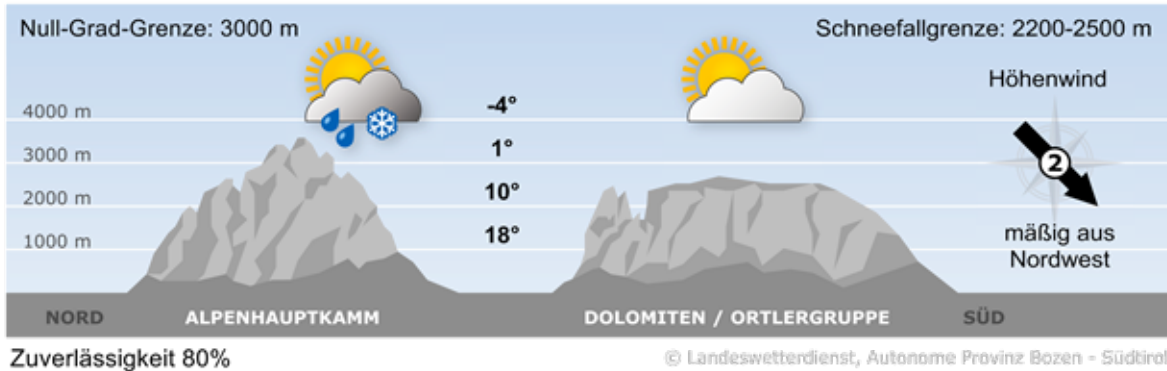 Null-Grad-Grenze: 3000 m
Schneefallgrenze: 2200-2500 m
Höhenwind
4000 m
-4°
3000 m
1°
2
2000 m
10°
1000 m
18°
mäßig aus
Nordwest
NORD
ALPENHAUPTKAMM
DOLOMITEN / ORTLERGRUPPE
SÜD
Zuverlässigkeit 80%
© Landeswetterdienst, Autonome Provinz Bozen - Südtirol